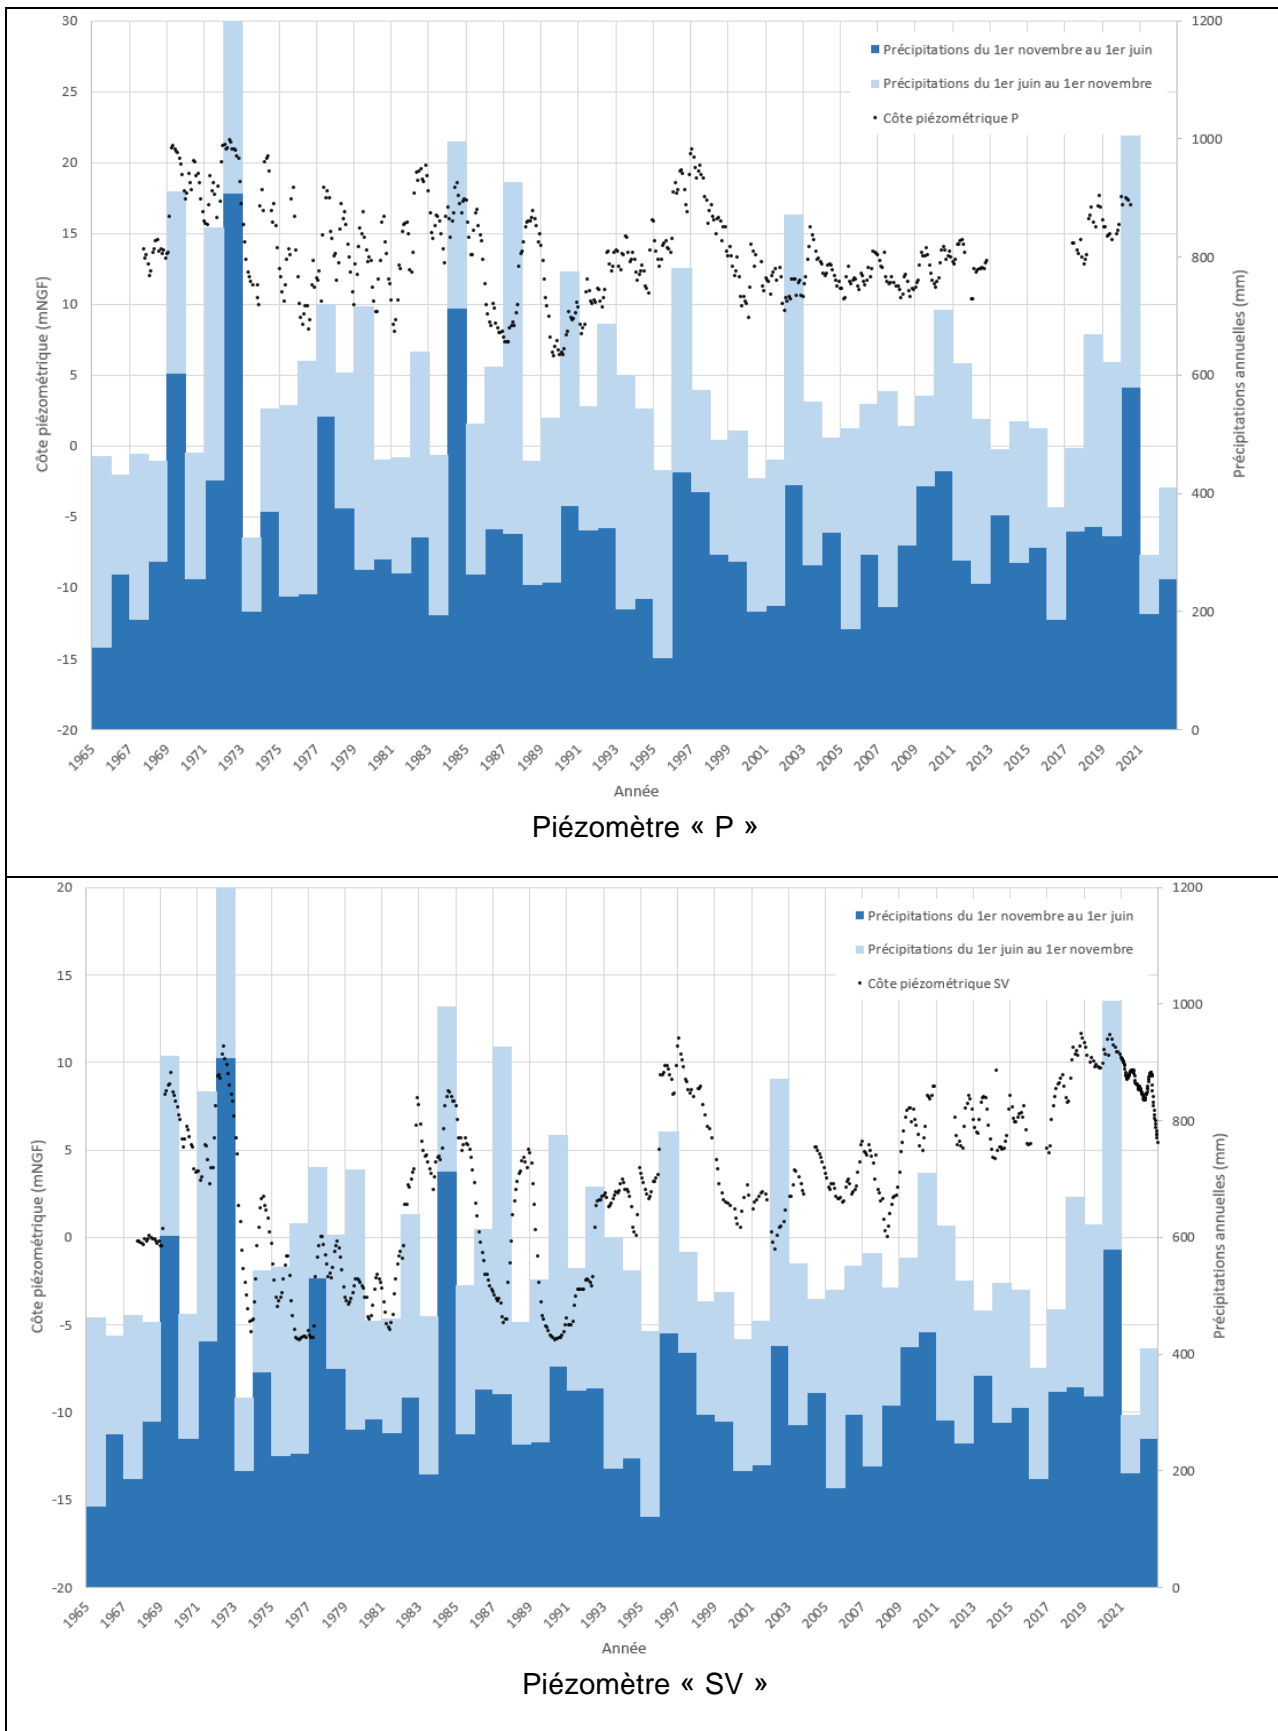 30
25
20
15
10
5
0
-5
-10
-15
-20
Côte piézométrique (mNGF)
1200
1000
800
600
400
200
0
Précipitations annuelles (mm)
Précipitations du 1er novembre au 1er juin
Précipitations du 1er juin au 1er novembre
Côte piézométrique P
1965 1967 1969 1971 1973 1975 1977 1979 1981 1983 1985 1987 1989 1991 1993 1995 1997 1999 2001 2003 2005 2007 2009 2011 2013 2015 2017 2019 2021
Année
Piézomètre « P »
20
15
10
5
0
-5
-10
-15
-20
Côte piézométrique (mNGF)
1200
1000
800
600
400
200
0
Précipitations annuelles (mm)
Précipitations du 1er novembre au 1er juin
Précipitations du 1er juin au 1er novembre
Côte piézométrique SV
1965 1967 1969 1971 1973 1975 1977 1979 1981 1983 1985 1987 1989 1991 1993 1995 1997 1999 2001 2003 2005 2007 2009 2011 2013 2015 2017 2019 2021
Année
Piézomètre « SV »